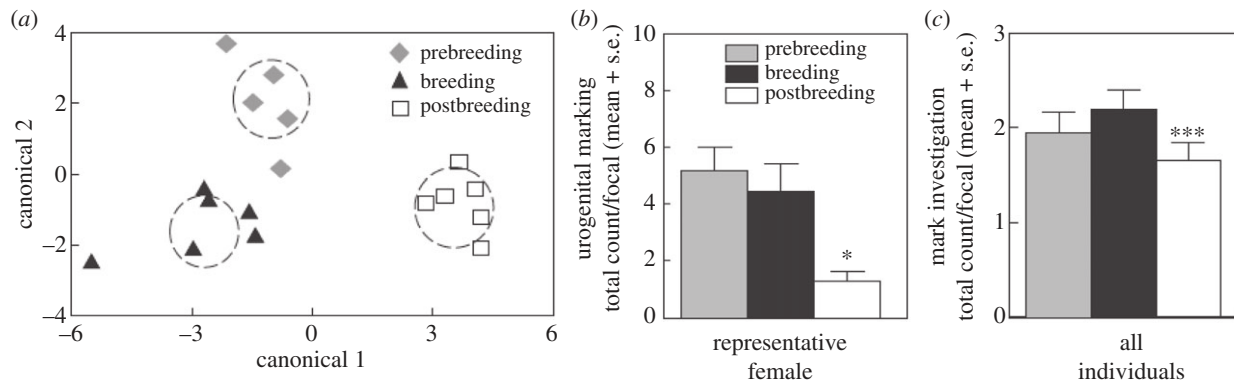 (a)
4
2
0
−2
−4
canonical 2
−6
−3
0
3
6
canonical 1
prebreeding
breeding
postbreeding
(b)
10
8
6
4
2
0
urogenital marking
total count/focal (mean + s.e.)
prebreeding
breeding
postbreeding
*
representative
female
(c)
3
2
1
0
mark investigation
total count/focal (mean + s.e.)
***
all
individuals